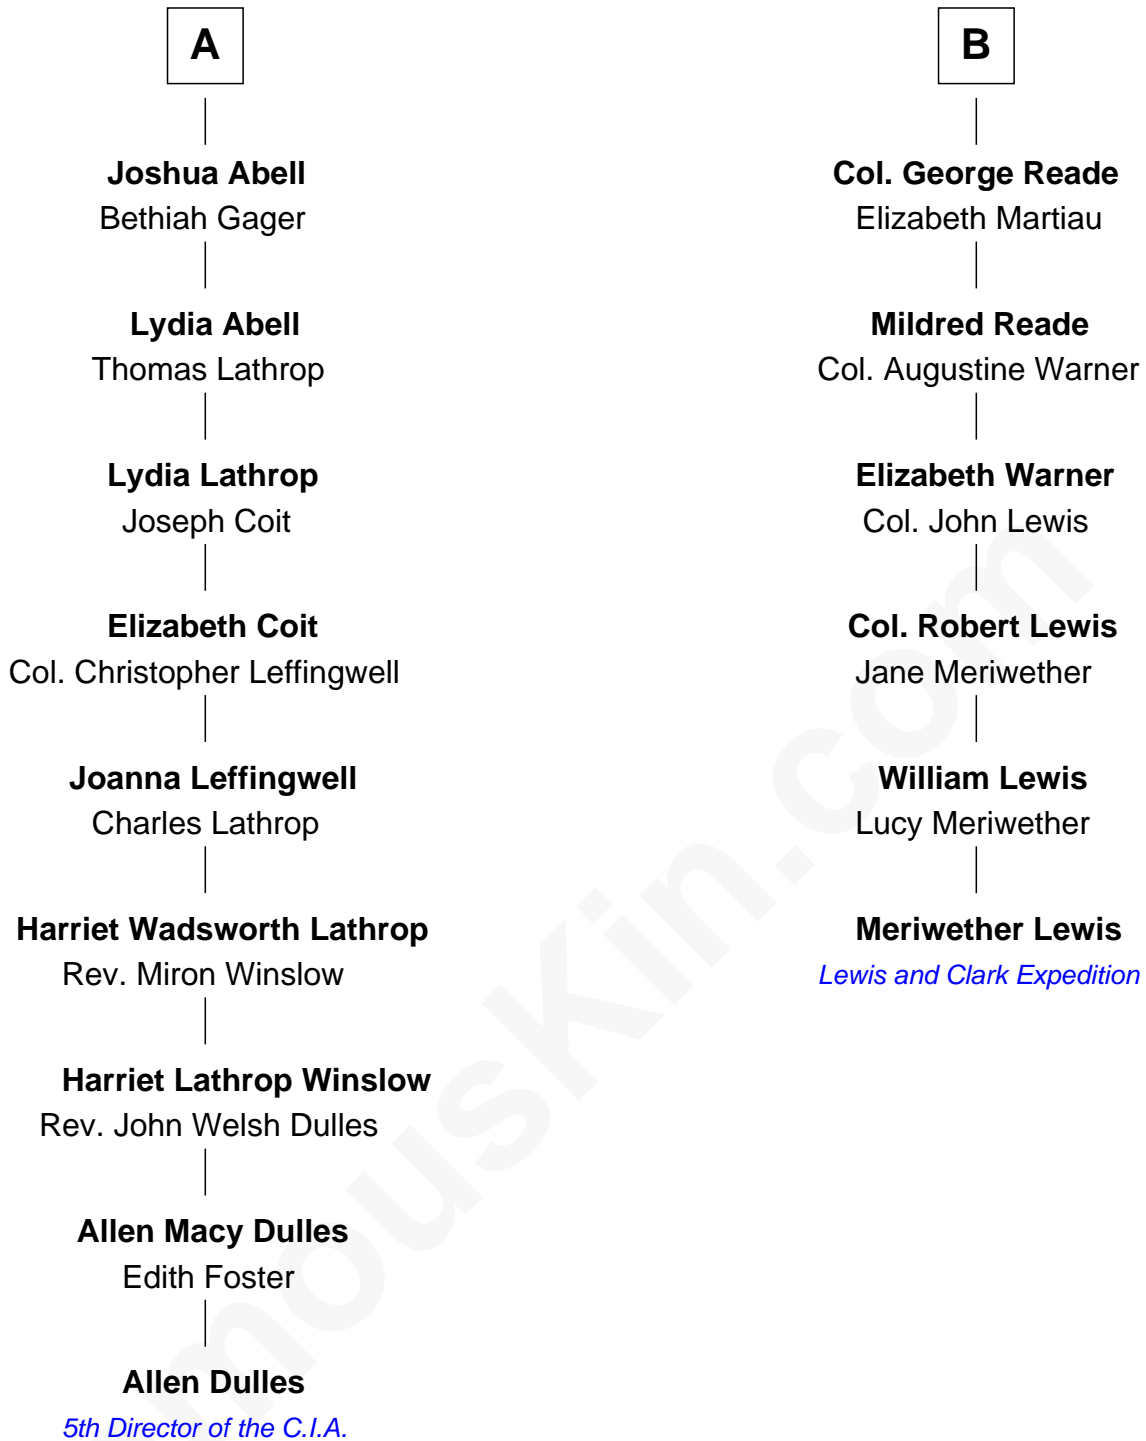 A
Joshua Abell
Bethiah Gager
Lydia Abell
Thomas Lathrop
Lydia Lathrop
Joseph Coit
Elizabeth Coit
Col. Christopher Leffingwell
Joanna Leffingwell
Charles Lathrop
Harriet Wadsworth Lathrop
Rev. Miron Winslow
Harriet Lathrop Winslow
Rev. John Welsh Dulles
Allen Macy Dulles
Edith Foster
Allen Dulles
5th Director of the C.I.A.
B
Col. George Reade
Elizabeth Martiau
Mildred Reade
Col. Augustine Warner
Elizabeth Warner
Col. John Lewis
Col. Robert Lewis
Jane Meriwether
William Lewis
Lucy Meriwether
Meriwether Lewis
Lewis and Clark Expedition
mousKin.com